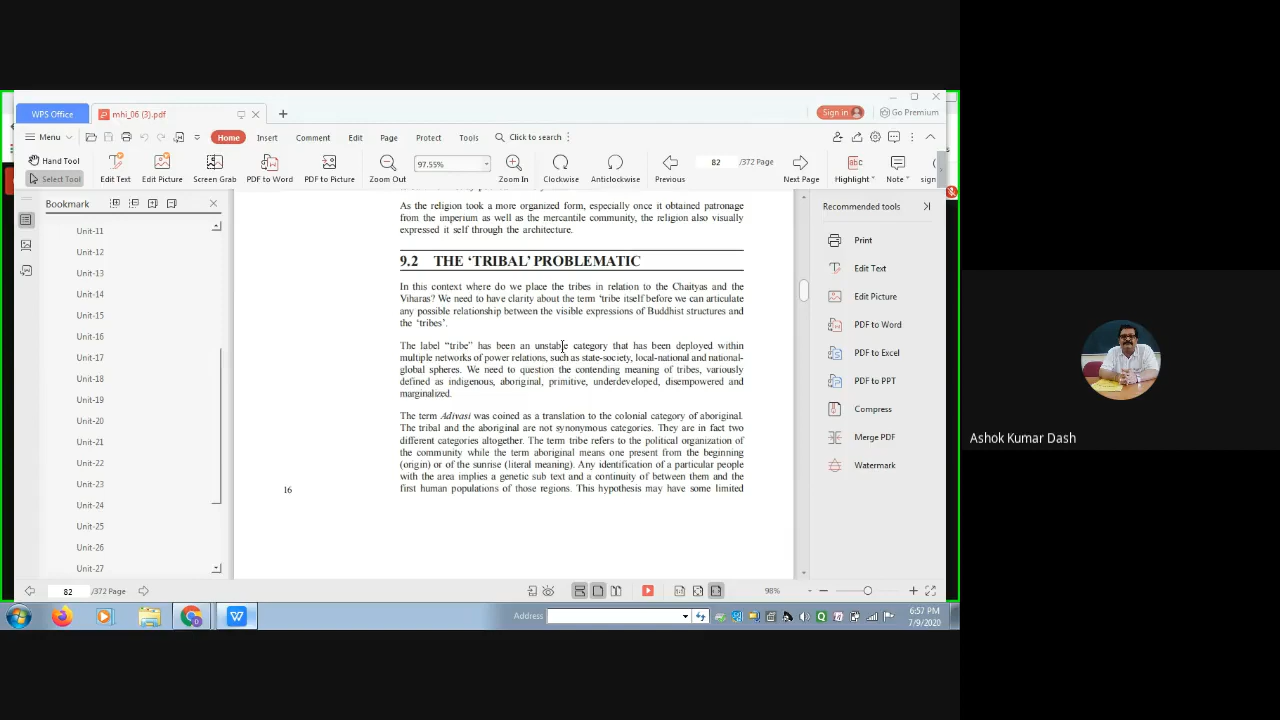 WPS Office
mhi_06 (3).pdf
Sign in
Go Premium
Menu
Home
Insert
Comment
Edit
Page
Protect
Tools
Click to search
Hand Tool
Select Tool
Edit Text
Edit Picture
Screen Grab
PDF to Word
PDF to Picture
Zoom Out
97.55%
Zoom In
Clockwise
Anticlockwise
Previous
82
/372 Page
Next Page
Highlight
Note
sign
Bookmark
Unit-11
Unit-12
Unit-13
Unit-14
Unit-15
Unit-16
Unit-17
Unit-18
Unit-19
Unit-20
Unit-21
Unit-22
Unit-23
Unit-24
Unit-25
Unit-26
Unit-27
As the religion took a more organized form, especially once it obtained patronage
from the imperium as well as the mercantile community, the religion also visually
expressed it self through the architecture.
9.2 THE ‘TRIBAL’ PROBLEMATIC
In this context where do we place the tribes in relation to the Chaityas and the
Viharas? We need to have clarity about the term ‘tribe itself before we can articulate
any possible relationship between the visible expressions of Buddhist structures and
the ‘tribes’.
The label “tribe” has been an unstable category that has been deployed within
multiple networks of power relations, such as state-society, local-national and national-
global spheres. We need to question the contending meaning of tribes, variously
defined as indigenous, aboriginal, primitive, underdeveloped, disempowered and
marginalized.
The term Adivasi was coined as a translation to the colonial category of aboriginal.
The tribal and the aboriginal are not synonymous categories. They are in fact two
different categories altogether. The term tribe refers to the political organization of
the community while the term aboriginal means one present from the beginning
(origin) or of the sunrise (literal meaning). Any identification of a particular people
with the area implies a genetic sub text and a continuity of between them and the
first human populations of those regions. This hypothesis may have some limited
16
Recommended tools
Print
Edit Text
Edit Picture
PDF to Word
PDF to Excel
PDF to PPT
Compress
Merge PDF
Watermark
82
/372 Page
98%
Address
6:57 PM
7/9/2020
Ashok Kumar Dash